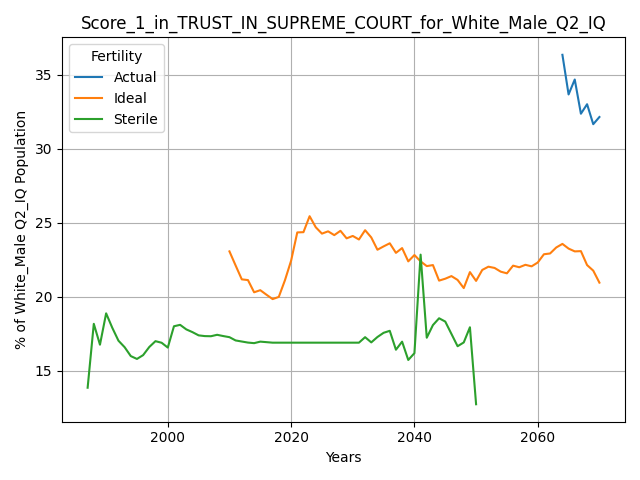 Score_1_in_TRUST_IN_SUPREME_COURT_for_White_Male_Q2_IQ
Fertility
Actual
Ideal
Sterile
% of White_Male Q2_IQ Population
35
30
25
20
15
2000
2020
2040
2060
Years